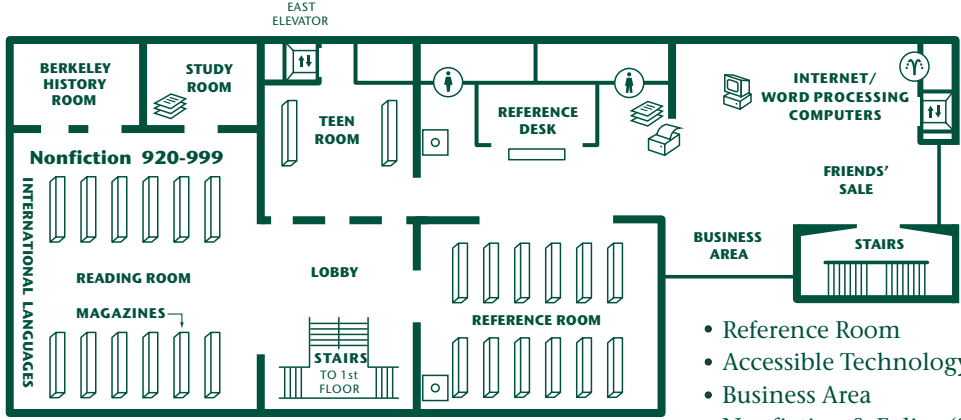 EAST
ELEVATOR
BERKELEY
HISTORY
ROOM
STUDY
ROOM
TEEN
ROOM
REFERENCE
DESK
INTERNET/
WORD PROCESSING
COMPUTERS
Nonfiction 920-999
INTERNATIONAL LANGUAGES
FRIENDS'
SALE
READING ROOM
LOBBY
BUSINESS
AREA
STAIRS
MAGAZINES
REFERENCE ROOM
STAIRS
TO 1st
FLOOR
• Reference Room
• Accessible Technology
• Business Area